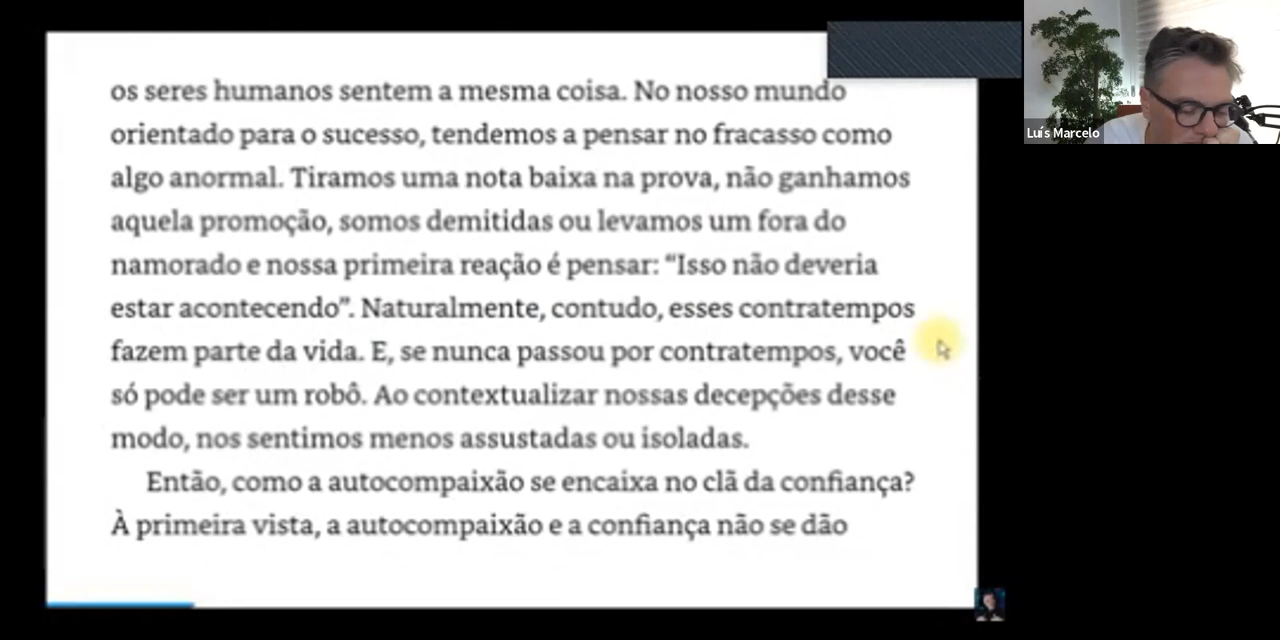 os seres humanos sentem a mesma coisa. No nosso mundo
orientado para o sucesso, tendemos a pensar no fracasso como
algo anormal. Tiramos uma nota baixa na prova, não ganhamos
aquela promoção, somos demitidas ou levamos um fora do
namorado e nossa primeira reação é pensar: “Isso não deveria
estar acontecendo”. Naturalmente, contudo, esses contratempos
fazem parte da vida. E, se nunca passou por contratempos, você
só pode ser um robô. Ao contextualizar nossas decepções desse
modo, nos sentimos menos assustadas ou isoladas.
Então, como a autocompaixão se encaixa no clã da confiança?
À primeira vista, a autocompaixão e a confiança não se dão
Luís Marcelo